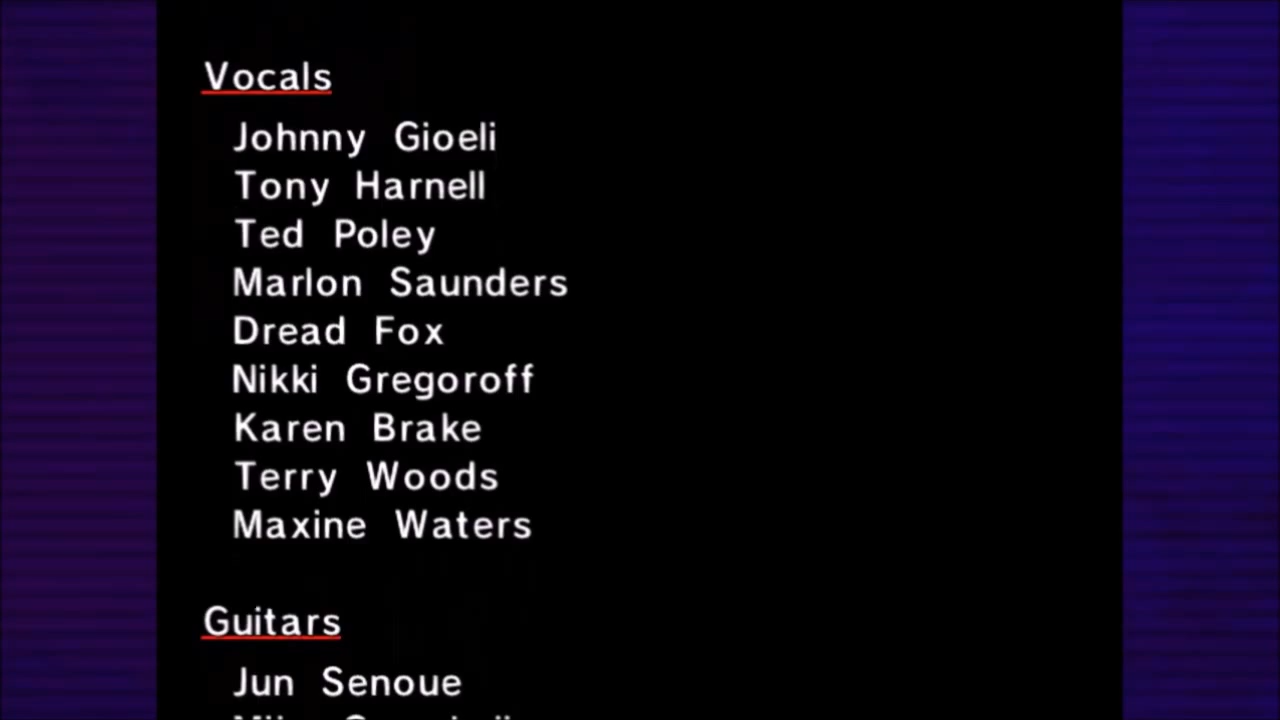 Vocals
Johnny Gioeli
Tony Harnell
Ted Poley
Marlon Saunders
Dread Fox
Nikki Gregoroff
Karen Brake
Terry Woods
Maxine Waters
Guitars
Jun Senoue